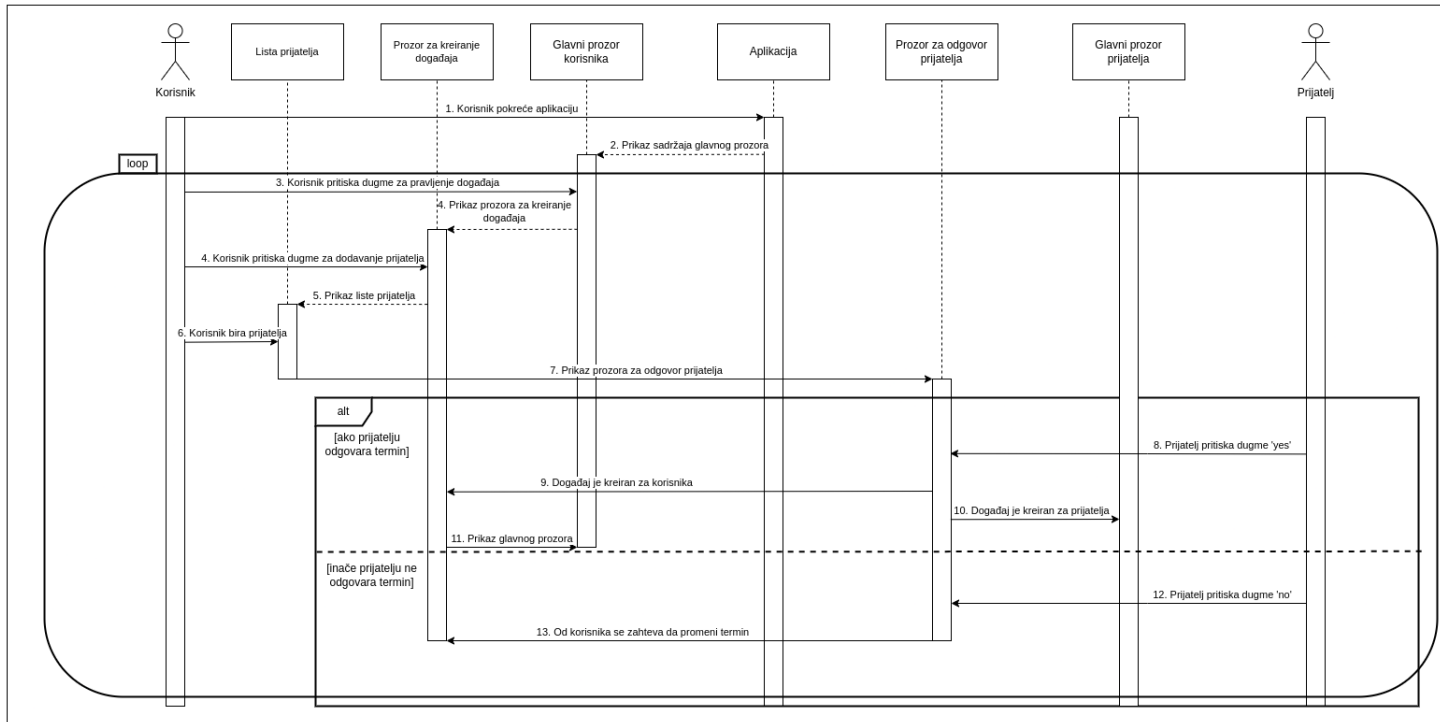 Korisnik
Lista prijatelja
Prozor za kreiranje
događaja
Glavni prozor
korisnika
Aplikacija
Prozor za odgovor
prijatelja
Glavni prozor
prijatelja
Prijatelj
1. Korisnik pokreće aplikaciju
2. Prikaz sadržaja glavnog prozora
loop
3. Korisnik pritiska dugme za pravljenje događaja
4. Prikaz prozora za kreiranje
događaja
4. Korisnik pritiska dugme za dodavanje prijatelja
5. Prikaz liste prijatelja
6. Korisnik bira prijatelja
7. Prikaz prozora za odgovor prijatelja
alt
[ako prijatelju
odgovara termin]
8. Prijatelj pritiska dugme 'yes'
9. Događaj je kreiran za korisnika
10. Događaj je kreiran za prijatelja
11. Prikaz glavnog prozora
[inače prijatelju ne
odgovara termin]
12. Prijatelj pritiska dugme 'no'
13. Od korisnika se zahteva da promeni termin